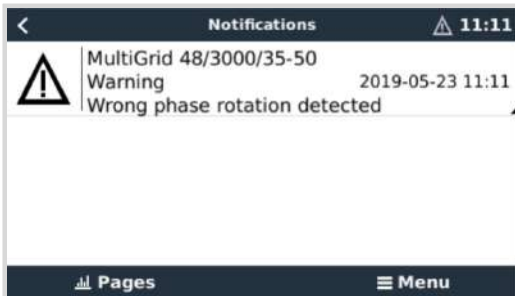 Notifications 11:11
MultiGrid 48/3000/35-50
Warning 2019-05-23 11:11
Wrong phase rotation detected
Pages Menu